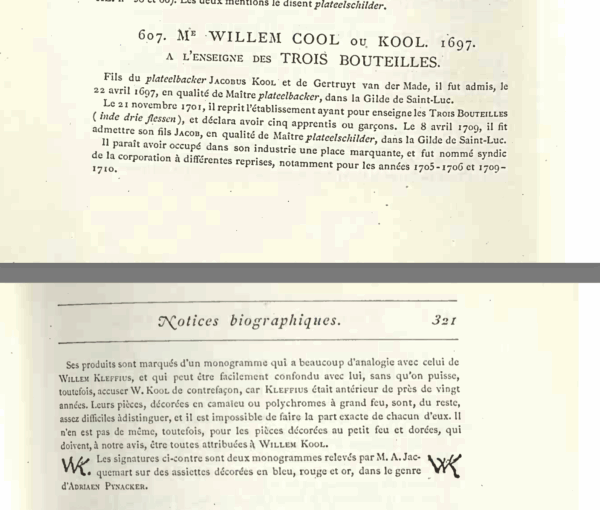 Les deux mentions le disent plateelschilder.
607. ME WILLEM COOL OU KOOL. 1697.
A L'ENSEIGNE DES TROIS BOUTEILLES.
Fils du plateelbacker JACOBUS KOOL et de Gertruyt van der Made, il fut admis, le
22 avril 1697, en qualité de Maître plateelbacker, dans la Gilde de Saint-Luc.
Le 21 novembre 1701, il reprit l'établissement ayant pour enseigne les TROIS BOUTEILLES
(inde drie flessen), et déclara avoir cinq apprentis ou garçons. Le 8 avril 1709, il fit
admettre son fils JACOB, en qualité de Maître plateelschilder, dans la Gilde de Saint-Luc.
Il paraît avoir occupé dans son industrie une place marquante, et fut nommé syndic
de la corporation à différentes reprises, notamment pour les années 1705-1706 et 1709-
1710.
Notices biographiques. 321
Ses produits sont marqués d'un monogramme qui a beaucoup d'analogie avec celui de
WILLEM KLEFFIUS, et qui peut être facilement confondu avec lui, sans qu'on puisse,
toutefois, accuser W. KOOL de contrefaçon, car KLEFFIUS était antérieur de près de vingt
années. Leurs pièces, décorées en camaïeu ou polychromes à grand feu, sont, du reste,
assez difficiles àdistinguer, et il est impossible de faire la part exacte de chacun d'eux. Il
n'en est pas de même, toutefois, pour les pièces décorées au petit feu et dorées, qui
doivent, à notre avis, être toutes attribuées à WILLEM KOOL.
WK. Les signatures ci-contre sont deux monogrammes relevés par M. A. Jac- WK
quemart sur des assiettes décorées en bleu, rouge et or, dans le genre
d'ADRIAEN PYNACKER.